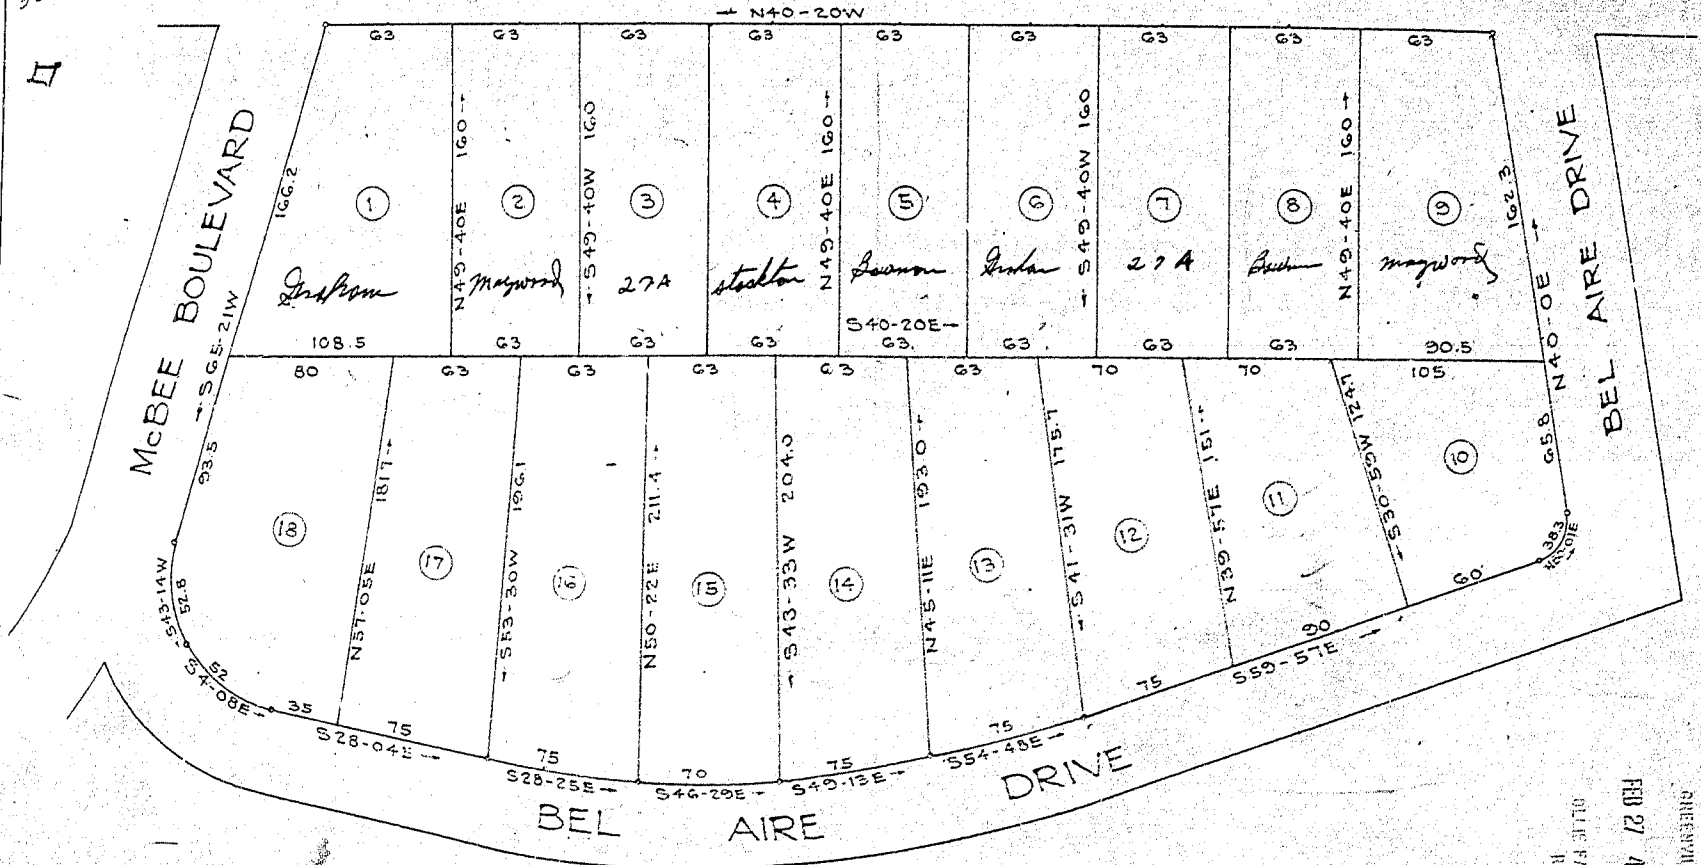 → N40-20W
63 63 63 63 63 63 63 63 63
McBEE BOULEVARD
→ S65-21W
166.2
93.5
1 2 3 4 5 6 7 8 9
N49-40E 160 →
→ S49-40W 160
N49-40E 160 →
→ S49-40W 160
N49-40E 160 →
162.3
N40-0E →
65.8
BEL AIRE DRIVE
Graham Maywood 27A Stockton 27A Maywood
S40-20E →
108.5 63 63 63 63 63 63 63 90.5
80 63 63 63 63 63 70 70 105
18 17 16 15 14 13 12 11 10
N57-05E 181.7 →
→ S53-30W 196.1
N50-22E 211.4 →
→ S43-33W 204.0
N45-11E 193.0 →
→ S41-31W 175.7
N39-57E 151 →
→ S30-59W 124.7
S43-14W
52.8
52
S4-08E →
35 75
S28-04E →
75
S28-25E →
70
S46-29E →
75
S49-13E →
75
S54-48E →
75 90 60
S59-57E →
38.3
BEL AIRE DRIVE
FEB 27